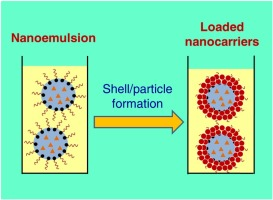 Nanoemulsion
Loaded
nanocarriers
Shell/particle
formation